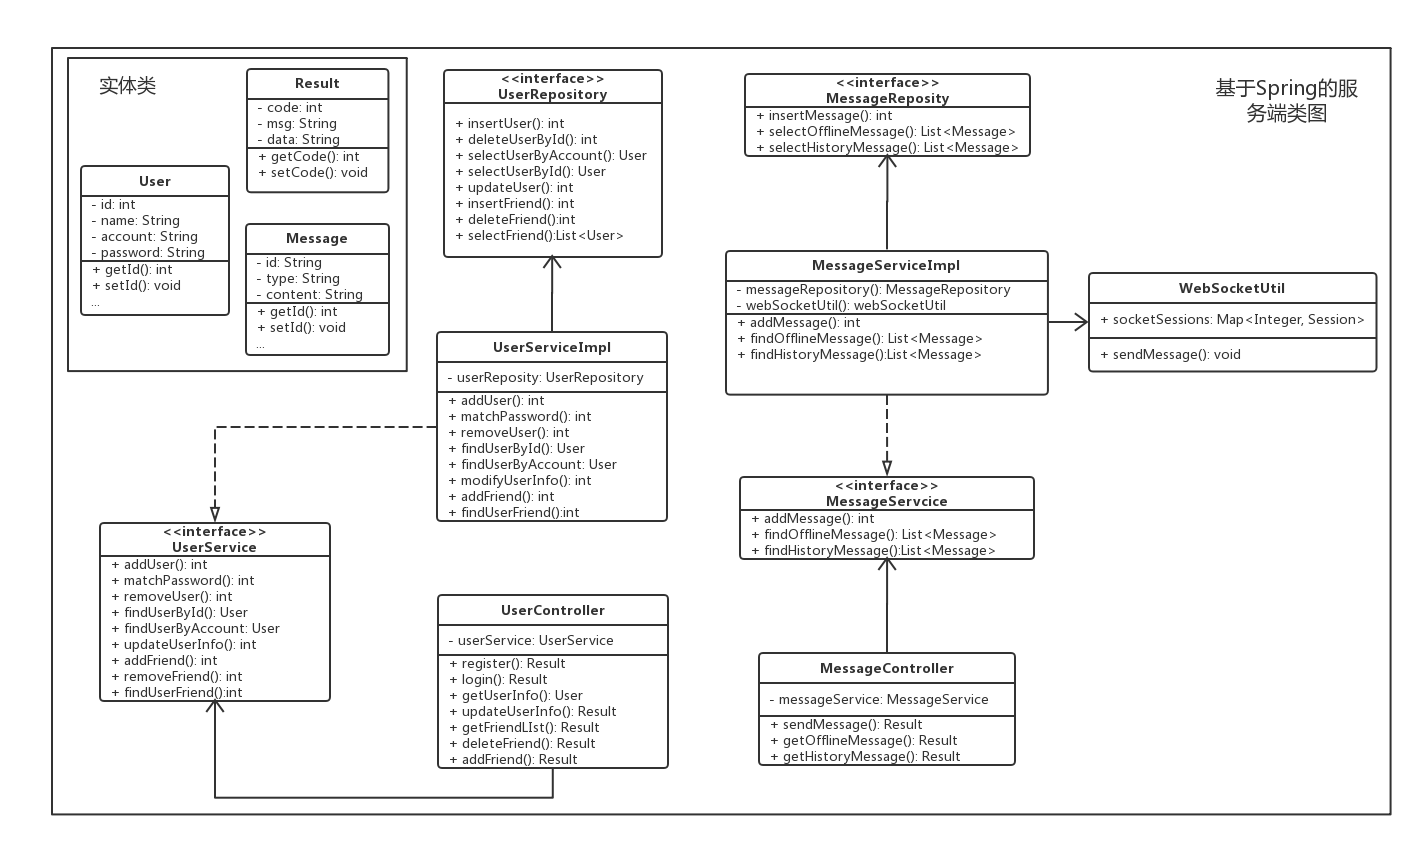 实体类
Result
- code: int
- msg: String
- data: String
+ getCode(): int
+ setCode(): void
User
- id: int
- name: String
- account: String
- password: String
+ getId(): int
+ setId(): void
...
Message
- id: String
- type: String
- content: String
+ getId(): int
+ setId(): void
...
<<interface>>
UserRepository
+ insertUser(): int
+ deleteUserById(): int
+ selectUserByAccount(): User
+ selectUserById(): User
+ updateUser(): int
+ insertFriend(): int
+ deleteFriend():int
+ selectFriend():List<User>
<<interface>>
MessageReposity
+ insertMessage(): int
+ selectOfflineMessage(): List<Message>
+ selectHistoryMessage(): List<Message>
基于Spring的服
务端类图
UserServiceImpl
- userReposity: UserRepository
+ addUser(): int
+ matchPassword(): int
+ removeUser(): int
+ findUserById(): User
+ findUserByAccount: User
+ modifyUserInfo(): int
+ addFriend(): int
+ findUserFriend():int
MessageServiceImpl
- messageRepository(): MessageRepository
- webSocketUtil(): webSocketUtil
+ addMessage(): int
+ findOfflineMessage(): List<Message>
+ findHistoryMessage():List<Message>
WebSocketUtil
+ socketSessions: Map<Integer, Session>
+ sendMessage(): void
<<interface>>
UserService
+ addUser(): int
+ matchPassword(): int
+ removeUser(): int
+ findUserById(): User
+ findUserByAccount: User
+ updateUserInfo(): int
+ addFriend(): int
+ removeFriend(): int
+ findUserFriend():int
<<interface>>
MessageServcice
+ addMessage(): int
+ findOfflineMessage(): List<Message>
+ findHistoryMessage():List<Message>
UserController
- userService: UserService
+ register(): Result
+ login(): Result
+ getUserInfo(): User
+ updateUserInfo(): Result
+ getFriendLIst(): Result
+ deleteFriend(): Result
+ addFriend(): Result
MessageController
- messageService: MessageService
+ sendMessage(): Result
+ getOfflineMessage(): Result
+ getHistoryMessage(): Result